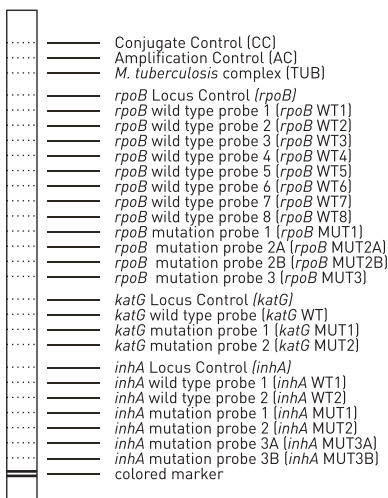 Conjugate Control (CC)
Amplification Control (AC)
M. tuberculosis complex (TUB)
rpoB Locus Control (rpoB)
rpoB wild type probe 1 (rpoB WT1)
rpoB wild type probe 2 (rpoB WT2)
rpoB wild type probe 3 (rpoB WT3)
rpoB wild type probe 4 (rpoB WT4)
rpoB wild type probe 5 (rpoB WT5)
rpoB wild type probe 6 (rpoB WT6)
rpoB wild type probe 7 (rpoB WT7)
rpoB wild type probe 8 (rpoB WT8)
rpoB mutation probe 1 (rpoB MUT1)
rpoB mutation probe 2A (rpoB MUT2A)
rpoB mutation probe 2B (rpoB MUT2B)
rpoB mutation probe 3 (rpoB MUT3)
katG Locus Control (katG)
katG wild type probe (katG WT)
katG mutation probe 1 (katG MUT1)
katG mutation probe 2 (katG MUT2)
inhA Locus Control (inhA)
inhA wild type probe 1 (inhA WT1)
inhA wild type probe 2 (inhA WT2)
inhA mutation probe 1 (inhA MUT1)
inhA mutation probe 2 (inhA MUT2)
inhA mutation probe 3A (inhA MUT3A)
inhA mutation probe 3B (inhA MUT3B)
colored marker